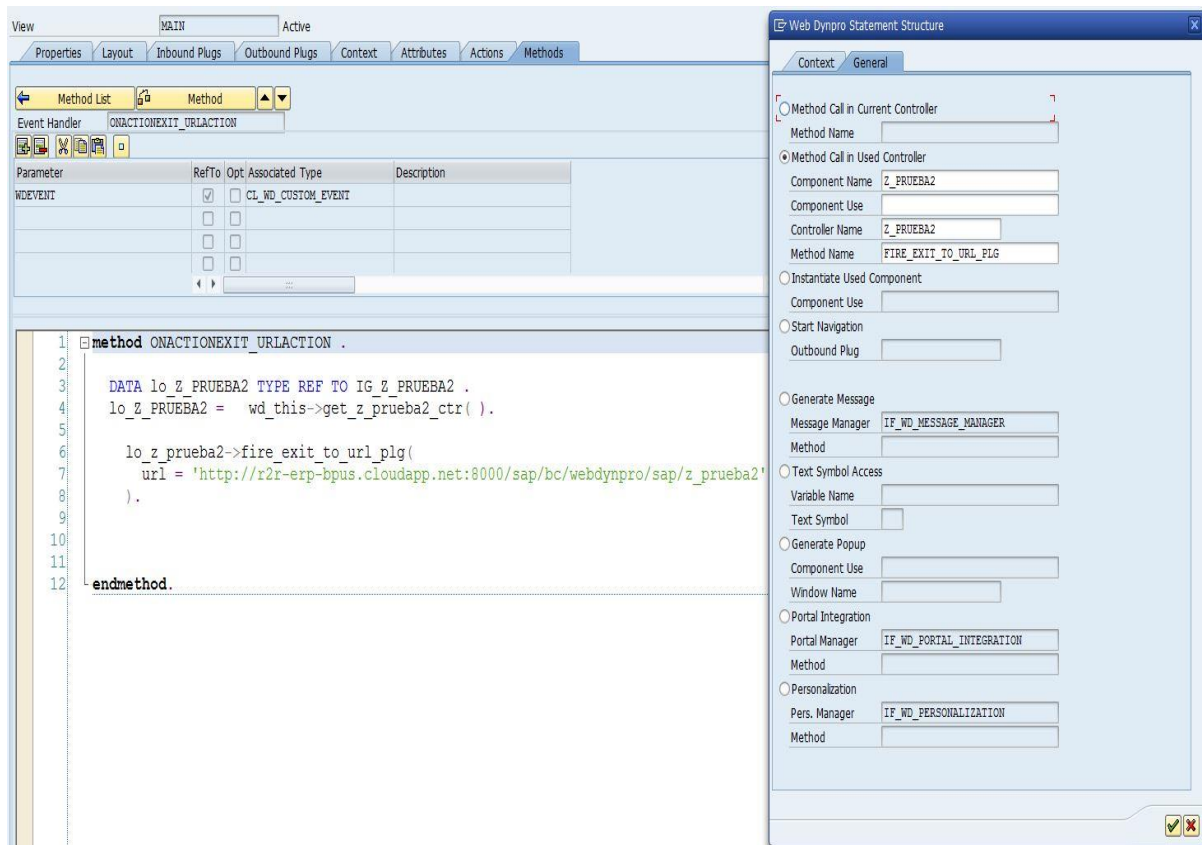 View MAIN Active
Properties Layout Inbound Plugs Outbound Plugs Context Attributes Actions Methods
Method List Method
Event Handler ONACTIONEXIT_URLACTION
Parameter RefTo Opt Associated Type Description
WDEVENT CL_WD_CUSTOM_EVENT
1 method ONACTIONEXIT_URLACTION .
2
3 DATA lo_Z_PRUEBA2 TYPE REF TO IG_Z_PRUEBA2 .
4 lo_Z_PRUEBA2 = wd_this->get_z_prueba2_ctr( ).
5
6 lo_z_prueba2->fire_exit_to_url_plg(
7 url = 'http://r2r-erp-bpus.cloudapp.net:8000/sap/bc/webdynpro/sap/z_prueba2'
8 ).
9
10
11
12 endmethod.
Web Dynpro Statement Structure
Context General
Method Call in Current Controller
Method Name
Method Call in Used Controller
Component Name Z_PRUEBA2
Component Use
Controller Name Z_PRUEBA2
Method Name FIRE_EXIT_TO_URL_PLG
Instantiate Used Component
Component Use
Start Navigation
Outbound Plug
Generate Message
Message Manager IF_WD_MESSAGE_MANAGER
Method
Text Symbol Access
Variable Name
Text Symbol
Generate Popup
Component Use
Window Name
Portal Integration
Portal Manager IF_WD_PORTAL_INTEGRATION
Method
Personalization
Pers. Manager IF_WD_PERSONALIZATION
Method